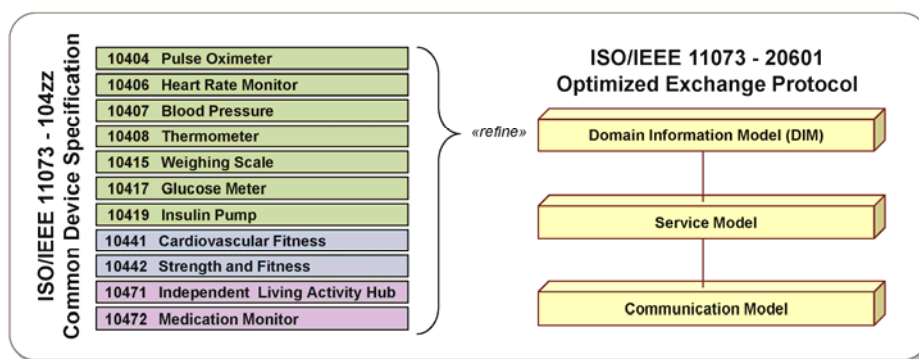 ISO/IEEE 11073 - 104zz
Common Device Specification
10404 Pulse Oximeter
10406 Heart Rate Monitor
10407 Blood Pressure
10408 Thermometer
10415 Weighing Scale
10417 Glucose Meter
10419 Insulin Pump
10441 Cardiovascular Fitness
10442 Strength and Fitness
10471 Independent Living Activity Hub
10472 Medication Monitor
«refine»
ISO/IEEE 11073 - 20601
Optimized Exchange Protocol
Domain Information Model (DIM)
Service Model
Communication Model